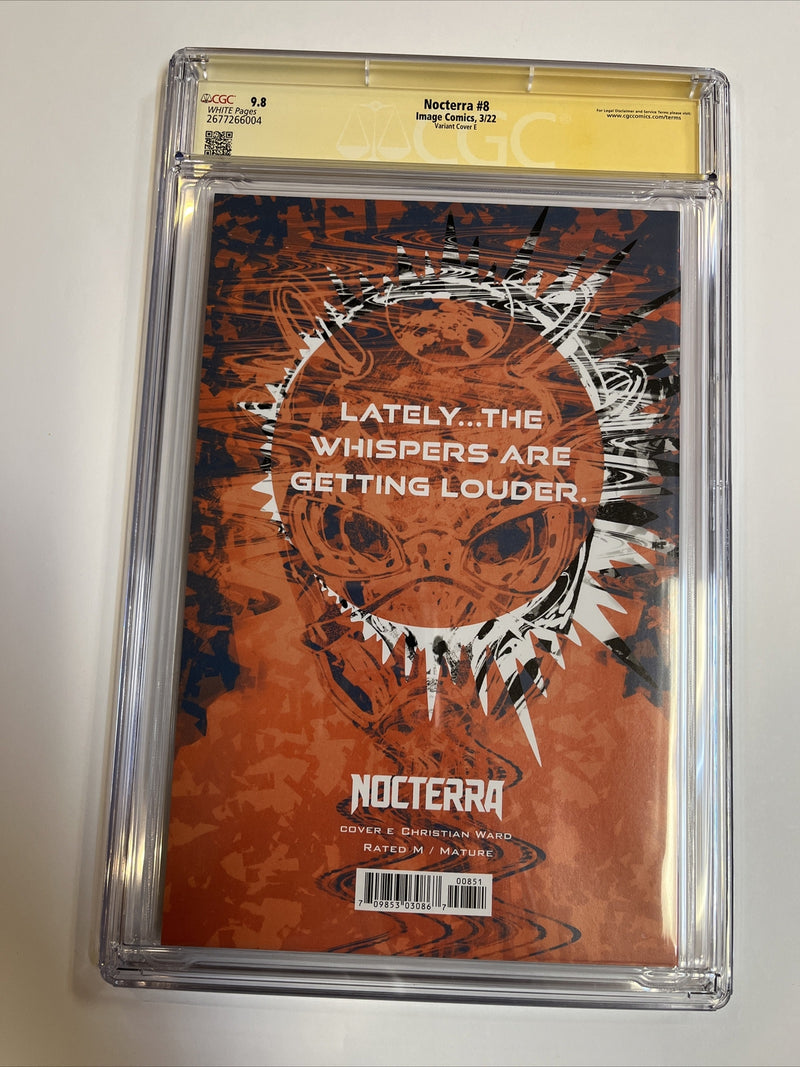 CGC 9.8
WHITE Pages
2677266004
Nocterra #8
Image Comics, 3/22
Variant Cover E
For Legal Disclaimer and Service Terms please visit:
www.cgccomics.com/terms
CGC
LATELY...THE
WHISPERS ARE
GETTING LOUDER.
NOCTERRA
COVER E CHRISTIAN WARD
RATED M / MATURE
00851
7 09853 03086 7